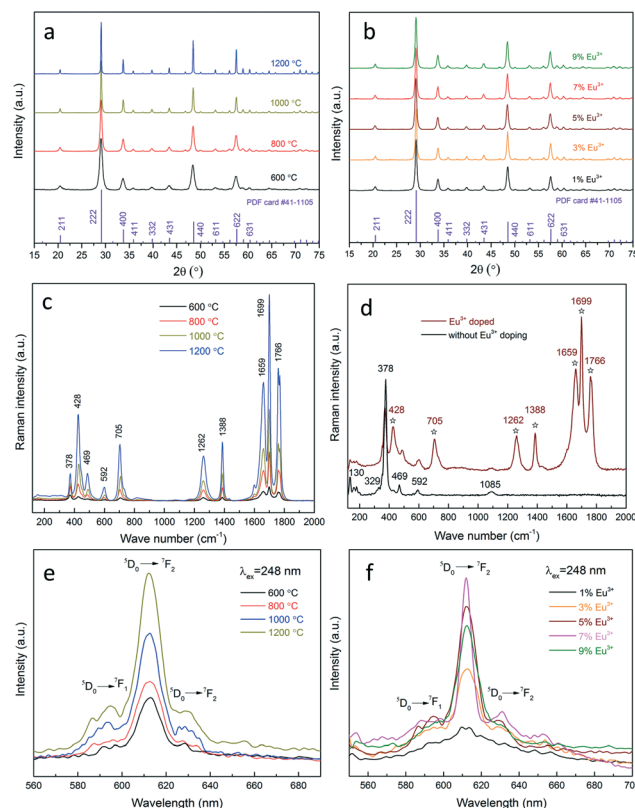 a
Intensity (a.u.)
1200 °C
1000 °C
800 °C
600 °C
PDF card #41-1105
211
222
400
411
332
431
440
611
622
631
15 20 25 30 35 40 45 50 55 60 65 70 75
2θ (°)
b
Intensity (a.u.)
9% Eu³⁺
7% Eu³⁺
5% Eu³⁺
3% Eu³⁺
1% Eu³⁺
PDF card #41-1105
211
222
400
411
332
431
440
611
622
631
15 20 25 30 35 40 45 50 55 60 65 70 75
2θ (°)
c
Raman intensity (a.u.)
600 °C
800 °C
1000 °C
1200 °C
378
428
469
592
705
1262
1388
1659
1699
1766
200 400 600 800 1000 1200 1400 1600 1800 2000
Wave number (cm⁻¹)
d
Raman intensity (a.u.)
Eu³⁺ doped
without Eu³⁺ doping
130
329
378
428
469
592
705
1085
1262
1388
1659
1699
1766
200 400 600 800 1000 1200 1400 1600 1800 2000
Wave number (cm⁻¹)
e
Intensity (a.u.)
⁵D₀→⁷F₂
λex=248 nm
600 °C
800 °C
1000 °C
1200 °C
⁵D₀→⁷F₁
⁵D₀→⁷F₂
560 580 600 620 640 660 680
Wavelength (nm)
f
Intensity (a.u.)
⁵D₀→⁷F₂
λex=248 nm
1% Eu³⁺
3% Eu³⁺
5% Eu³⁺
7% Eu³⁺
9% Eu³⁺
⁵D₀→⁷F₁
⁵D₀→⁷F₂
560 580 600 620 640 660 680 700
Wavelength (nm)